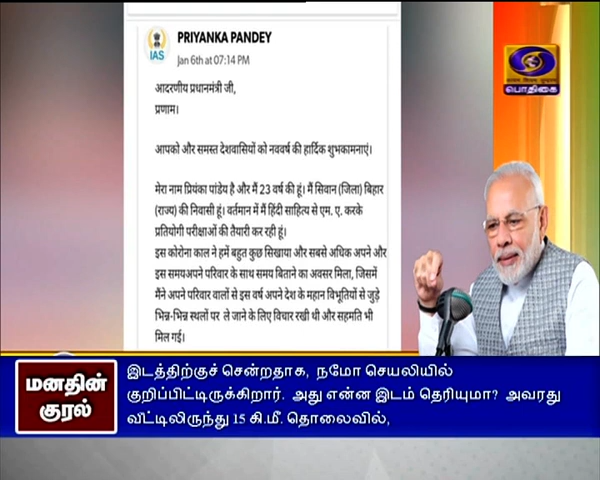 PRIYANKA PANDEY
Jan 6th at 07:14 PM
IAS
आदरणीय प्रधानमंत्री जी,
प्रणाम।
आपको और समस्त देशवासियों को नववर्ष की हार्दिक शुभकामनाएं।
मेरा नाम प्रियंका पांडेय है और मैं 23 वर्ष की हूं। मैं सिवान (जिला) बिहार
(राज्य) की निवासी हूं। वर्तमान में मैं हिंदी साहित्य से एम. ए. करके
प्रतियोगी परीक्षाओं की तैयारी कर रही हूं।
इस कोरोना काल ने हमें बहुत कुछ सिखाया और सबसे अधिक अपने और
इस समयअपने परिवार के साथ समय बिताने का अवसर मिला, जिसमें
मैंने अपने परिवार वालों से इस वर्ष अपने देश के महान विभूतियों से जुड़े
भिन्न-भिन्न स्थलों पर ले जाने के लिए विचार रखी थी और सहमति भी
मिल गई।
பொதிகை
மனதின்
குரல்
இடத்திற்குச் சென்றதாக, நமோ செயலியில்
குறிப்பிட்டிருக்கிறார். அது என்ன இடம் தெரியுமா? அவரது
வீட்டிலிருந்து 15 கி.மீ. தொலைவில்,